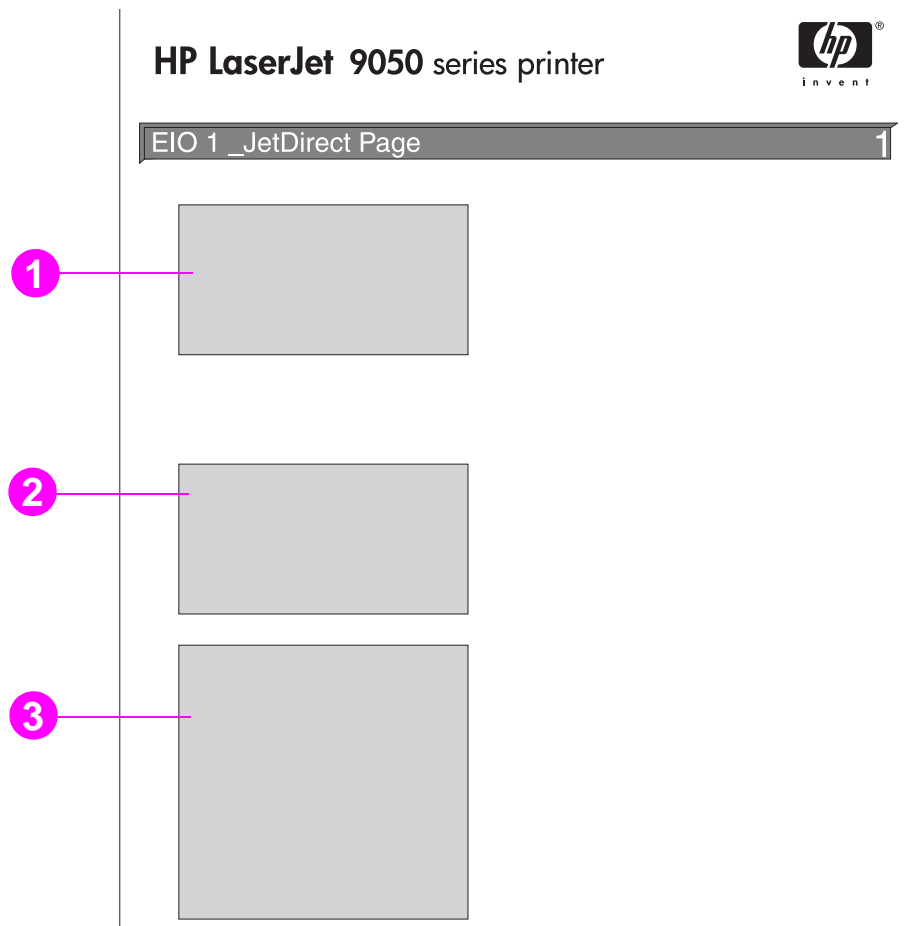 HP LaserJet 9050 series printer
hp®
invent
EIO 1 _JetDirect Page 1
1
2
3